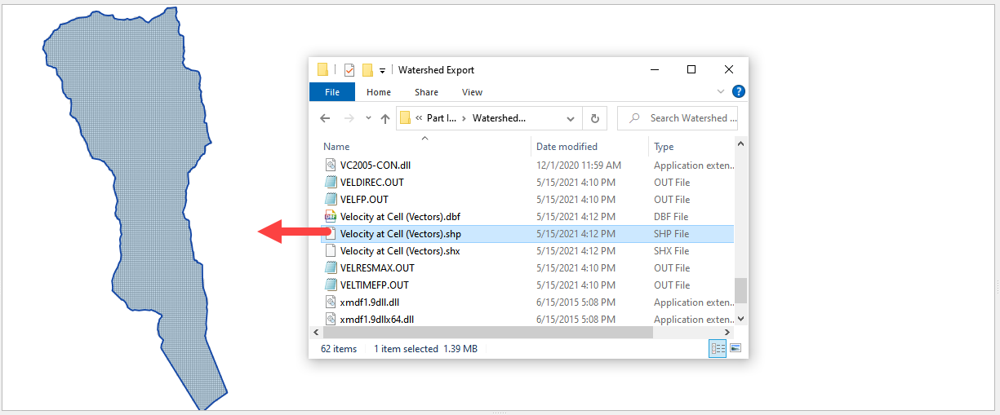 Watershed Export
File Home Share View
« Part I... > Watershed... Search Watershed ...
Name Date modified Type
VC2005-CON.dll 12/1/2020 11:59 AM Application exten...
VELDIREC.OUT 5/15/2021 4:10 PM OUT File
VELFP.OUT 5/15/2021 4:10 PM OUT File
DBF Velocity at Cell (Vectors).dbf 5/15/2021 4:12 PM DBF File
Velocity at Cell (Vectors).shp 5/15/2021 4:12 PM SHP File
Velocity at Cell (Vectors).shx 5/15/2021 4:12 PM SHX File
VELRESMAX.OUT 5/15/2021 4:10 PM OUT File
VELTIMEFP.OUT 5/15/2021 4:10 PM OUT File
xmdf1.9dll.dll 6/15/2015 5:08 PM Application exten...
xmdf1.9dllx64.dll 6/15/2015 5:08 PM Application exten...
62 items 1 item selected 1.39 MB